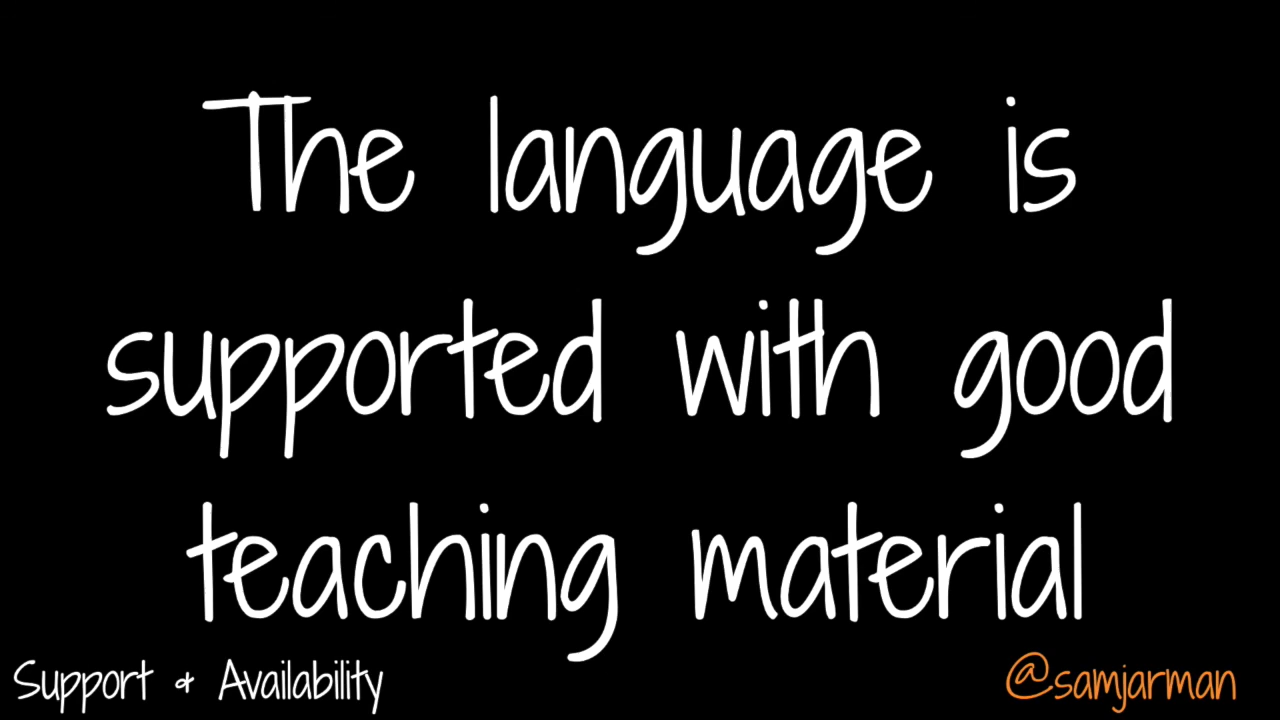 The language is
supported with good
teaching material
Support & Availability
@samjarman